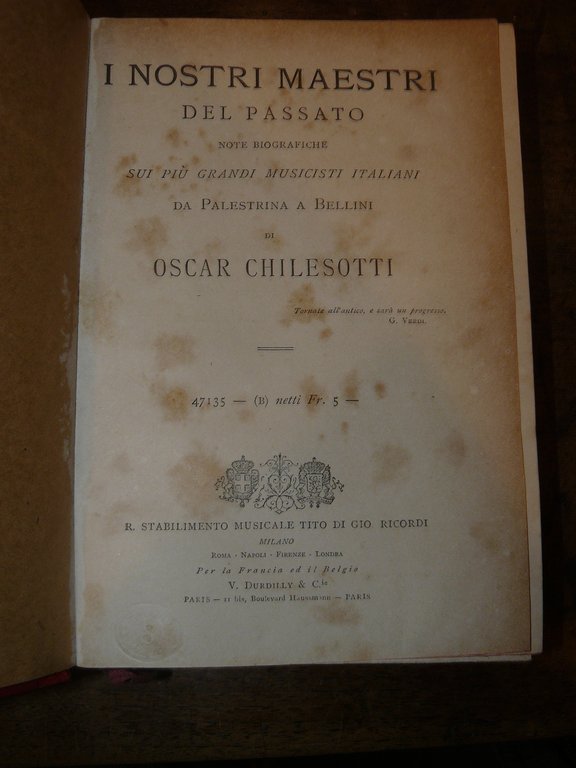 I NOSTRI MAESTRI
DEL PASSATO
NOTE BIOGRAFICHE
SUI PIÙ GRANDI MUSICISTI ITALIANI
DA PALESTRINA A BELLINI
DI
OSCAR CHILESOTTI
Tornate all'antico, e sarà un progresso.
G. VERDI.
47135 — (B) netti Fr. 5 —
R. STABILIMENTO MUSICALE TITO DI GIO. RICORDI
MILANO
ROMA - NAPOLI - FIRENZE - LONDRA
Per la Francia ed il Belgio
V. DURDILLY & C.ie
PARIS — 11 bis, Boulevard Haussmann — PARIS